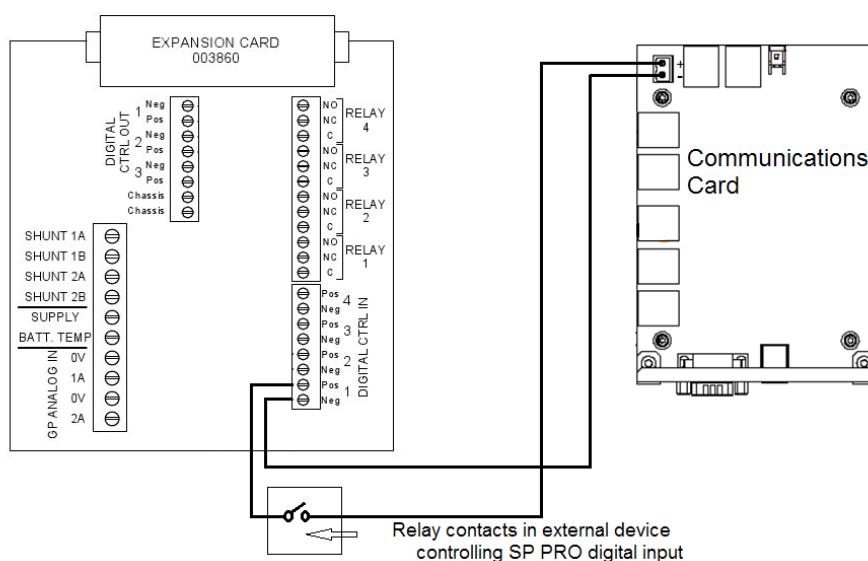 EXPANSION CARD
003860
DIGITAL
CTRL OUT
1
Neg
Pos
2
Neg
Pos
3
Neg
Pos
Chassis
Chassis
NO
NC
C
RELAY
4
NO
NC
C
RELAY
3
NO
NC
C
RELAY
2
NO
NC
C
RELAY
1
SHUNT 1A
SHUNT 1B
SHUNT 2A
SHUNT 2B
SUPPLY
BATT. TEMP
GP ANALOG IN
0V
1A
0V
2A
Pos
Neg
4
Pos
Neg
3
Pos
Neg
2
Pos
Neg
1
DIGITAL CTRL IN
+
-
Communications
Card
Relay contacts in external device
controlling SP PRO digital input